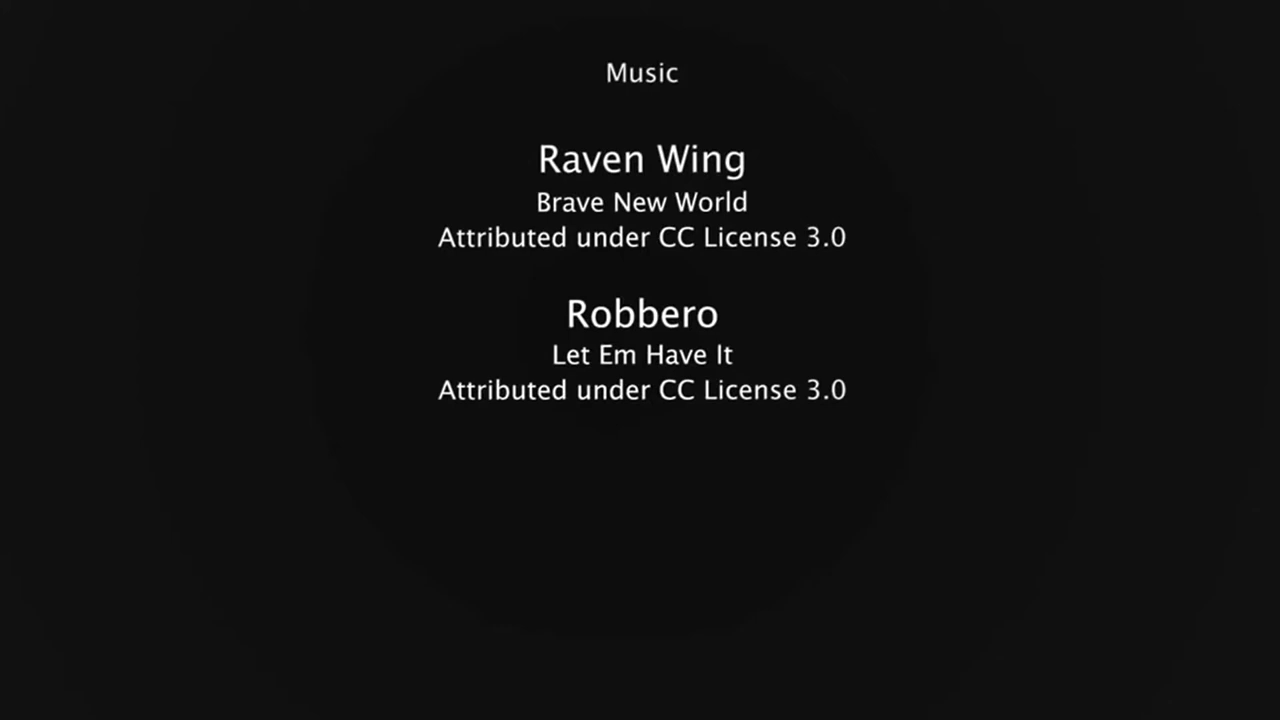 Music
Raven Wing
Brave New World
Attributed under CC License 3.0
Robbero
Let Em Have It
Attributed under CC License 3.0